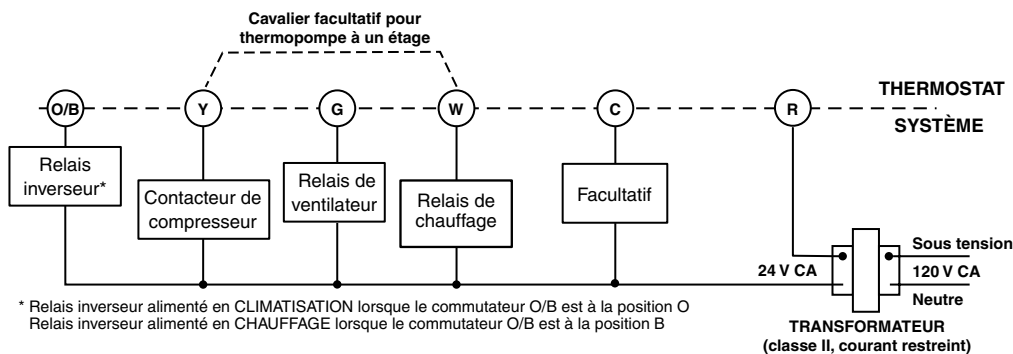 Cavalier facultatif pour
thermopompe à un étage
O/B
Y
G
W
C
R
THERMOSTAT
SYSTÈME
Relais
inverseur*
Contacteur de
compresseur
Relais de
ventilateur
Relais de
chauffage
Facultatif
Sous tension
24 V CA
120 V CA
Neutre
* Relais inverseur alimenté en CLIMATISATION lorsque le commutateur O/B est à la position O
Relais inverseur alimenté en CHAUFFAGE lorsque le commutateur O/B est à la position B
TRANSFORMATEUR
(classe II, courant restreint)